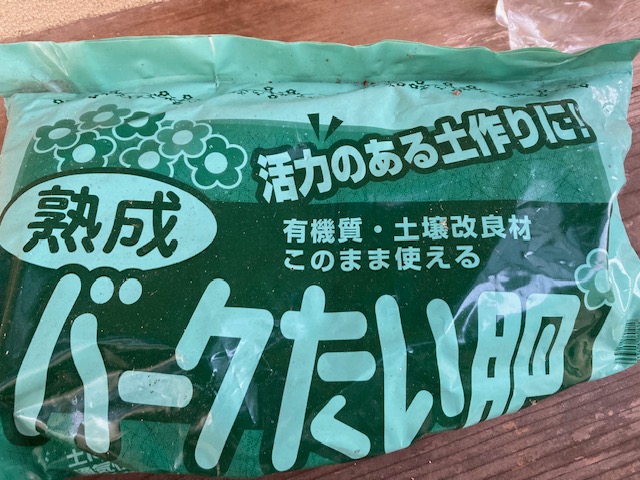 活力のある土作りに!
熟成
有機質・土壌改良材
このまま使える
バークたい肥